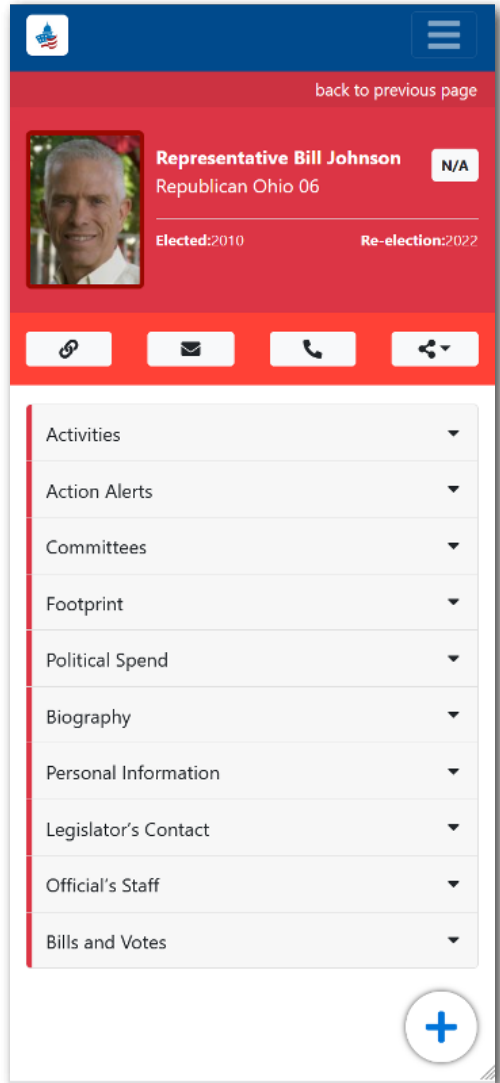 back to previous page
Representative Bill Johnson
N/A
Republican Ohio 06
Elected:2010 Re-election:2022
Activities
Action Alerts
Committees
Footprint
Political Spend
Biography
Personal Information
Legislator's Contact
Official's Staff
Bills and Votes